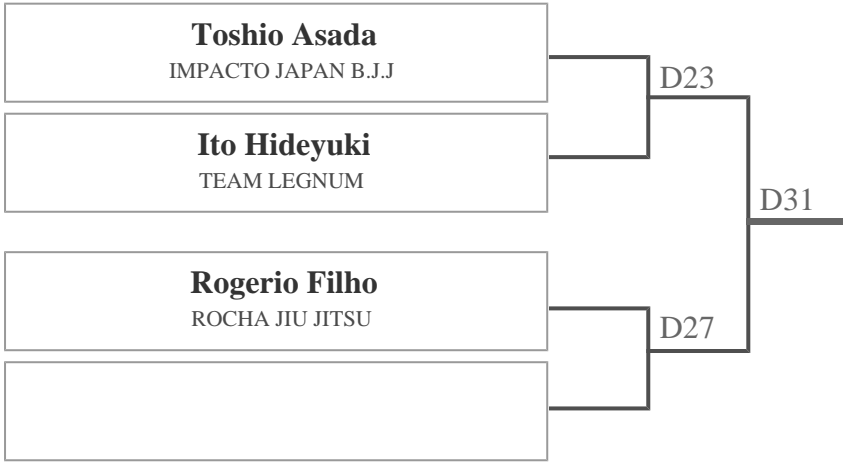 Toshio Asada
IMPACTO JAPAN B.J.J
D23
Ito Hideyuki
TEAM LEGNUM
D31
Rogerio Filho
ROCHA JIU JITSU
D27